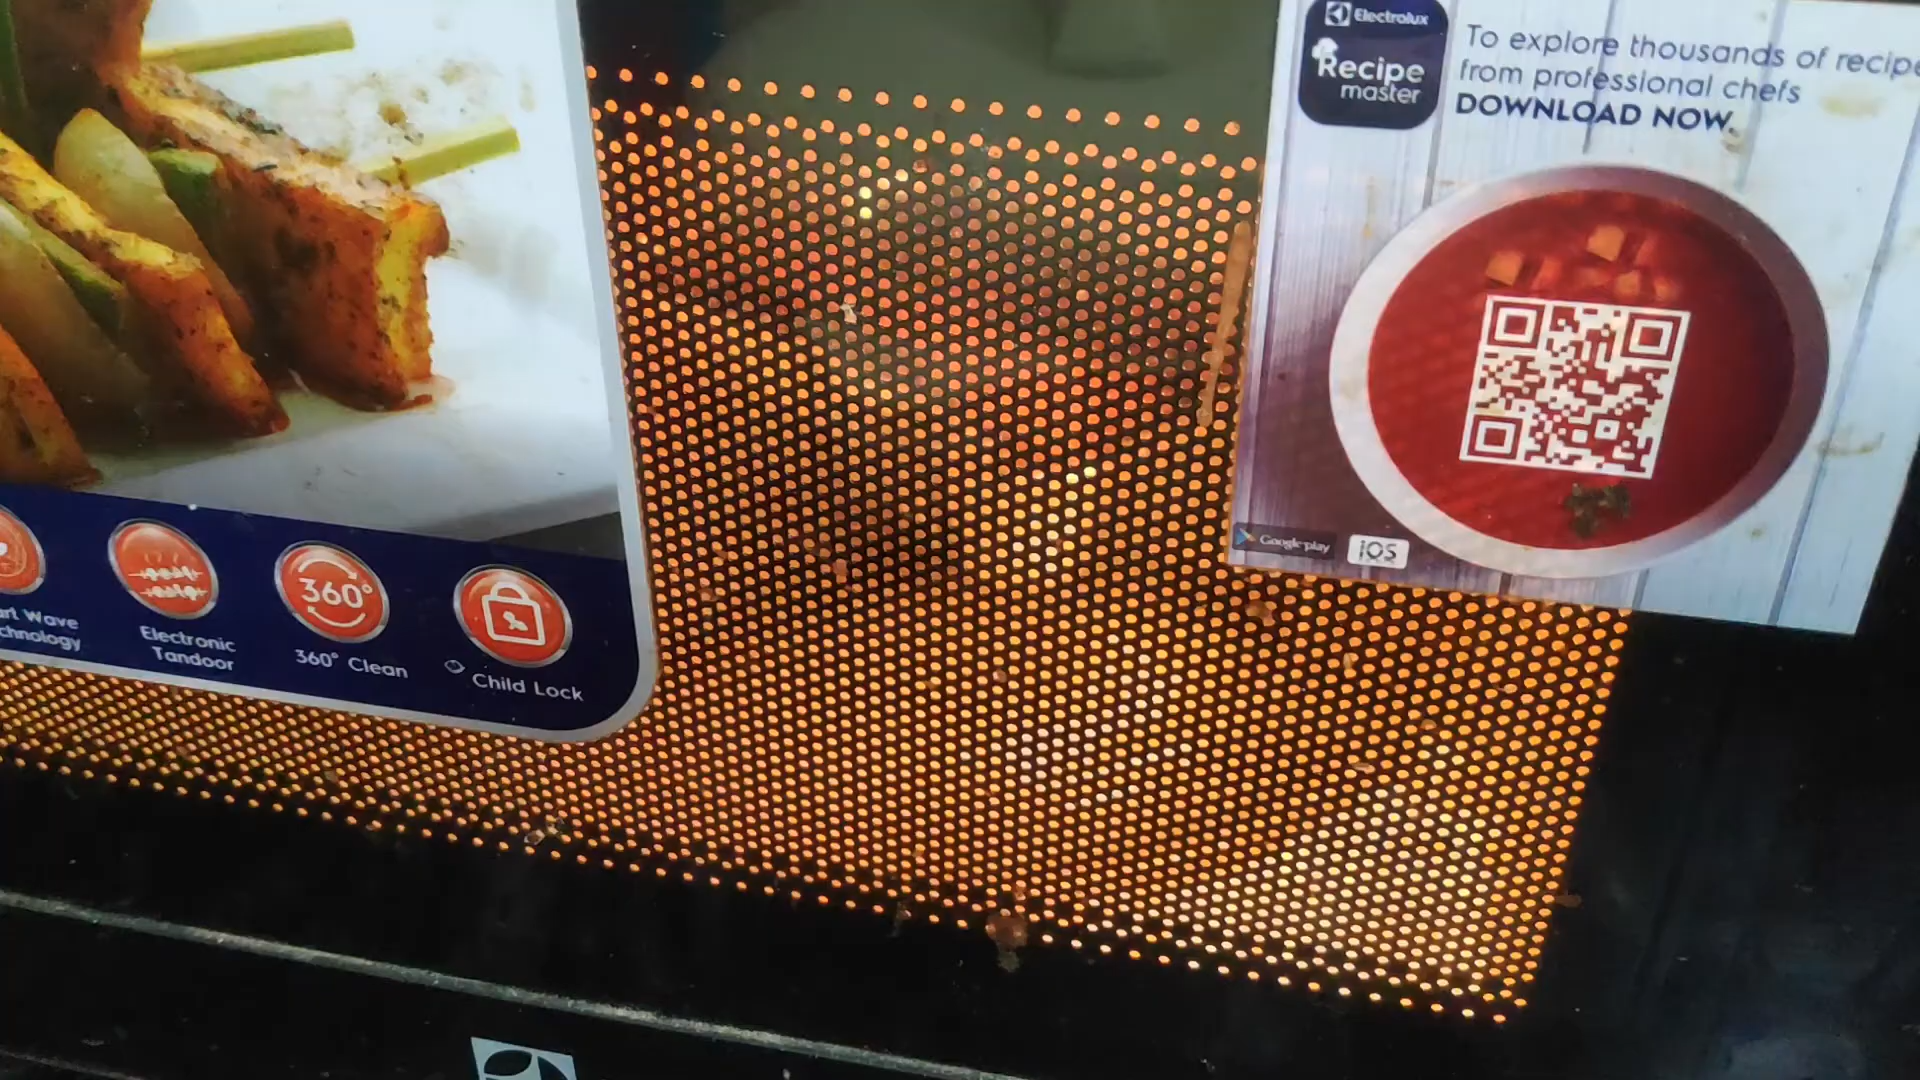 Electrolux
Recipe
master
To explore thousands of recipe
from professional chefs
DOWNLOAD NOW.
Google play
iOS
Wave
Electronic
Tandoor
360°
360° Clean
Child Lock